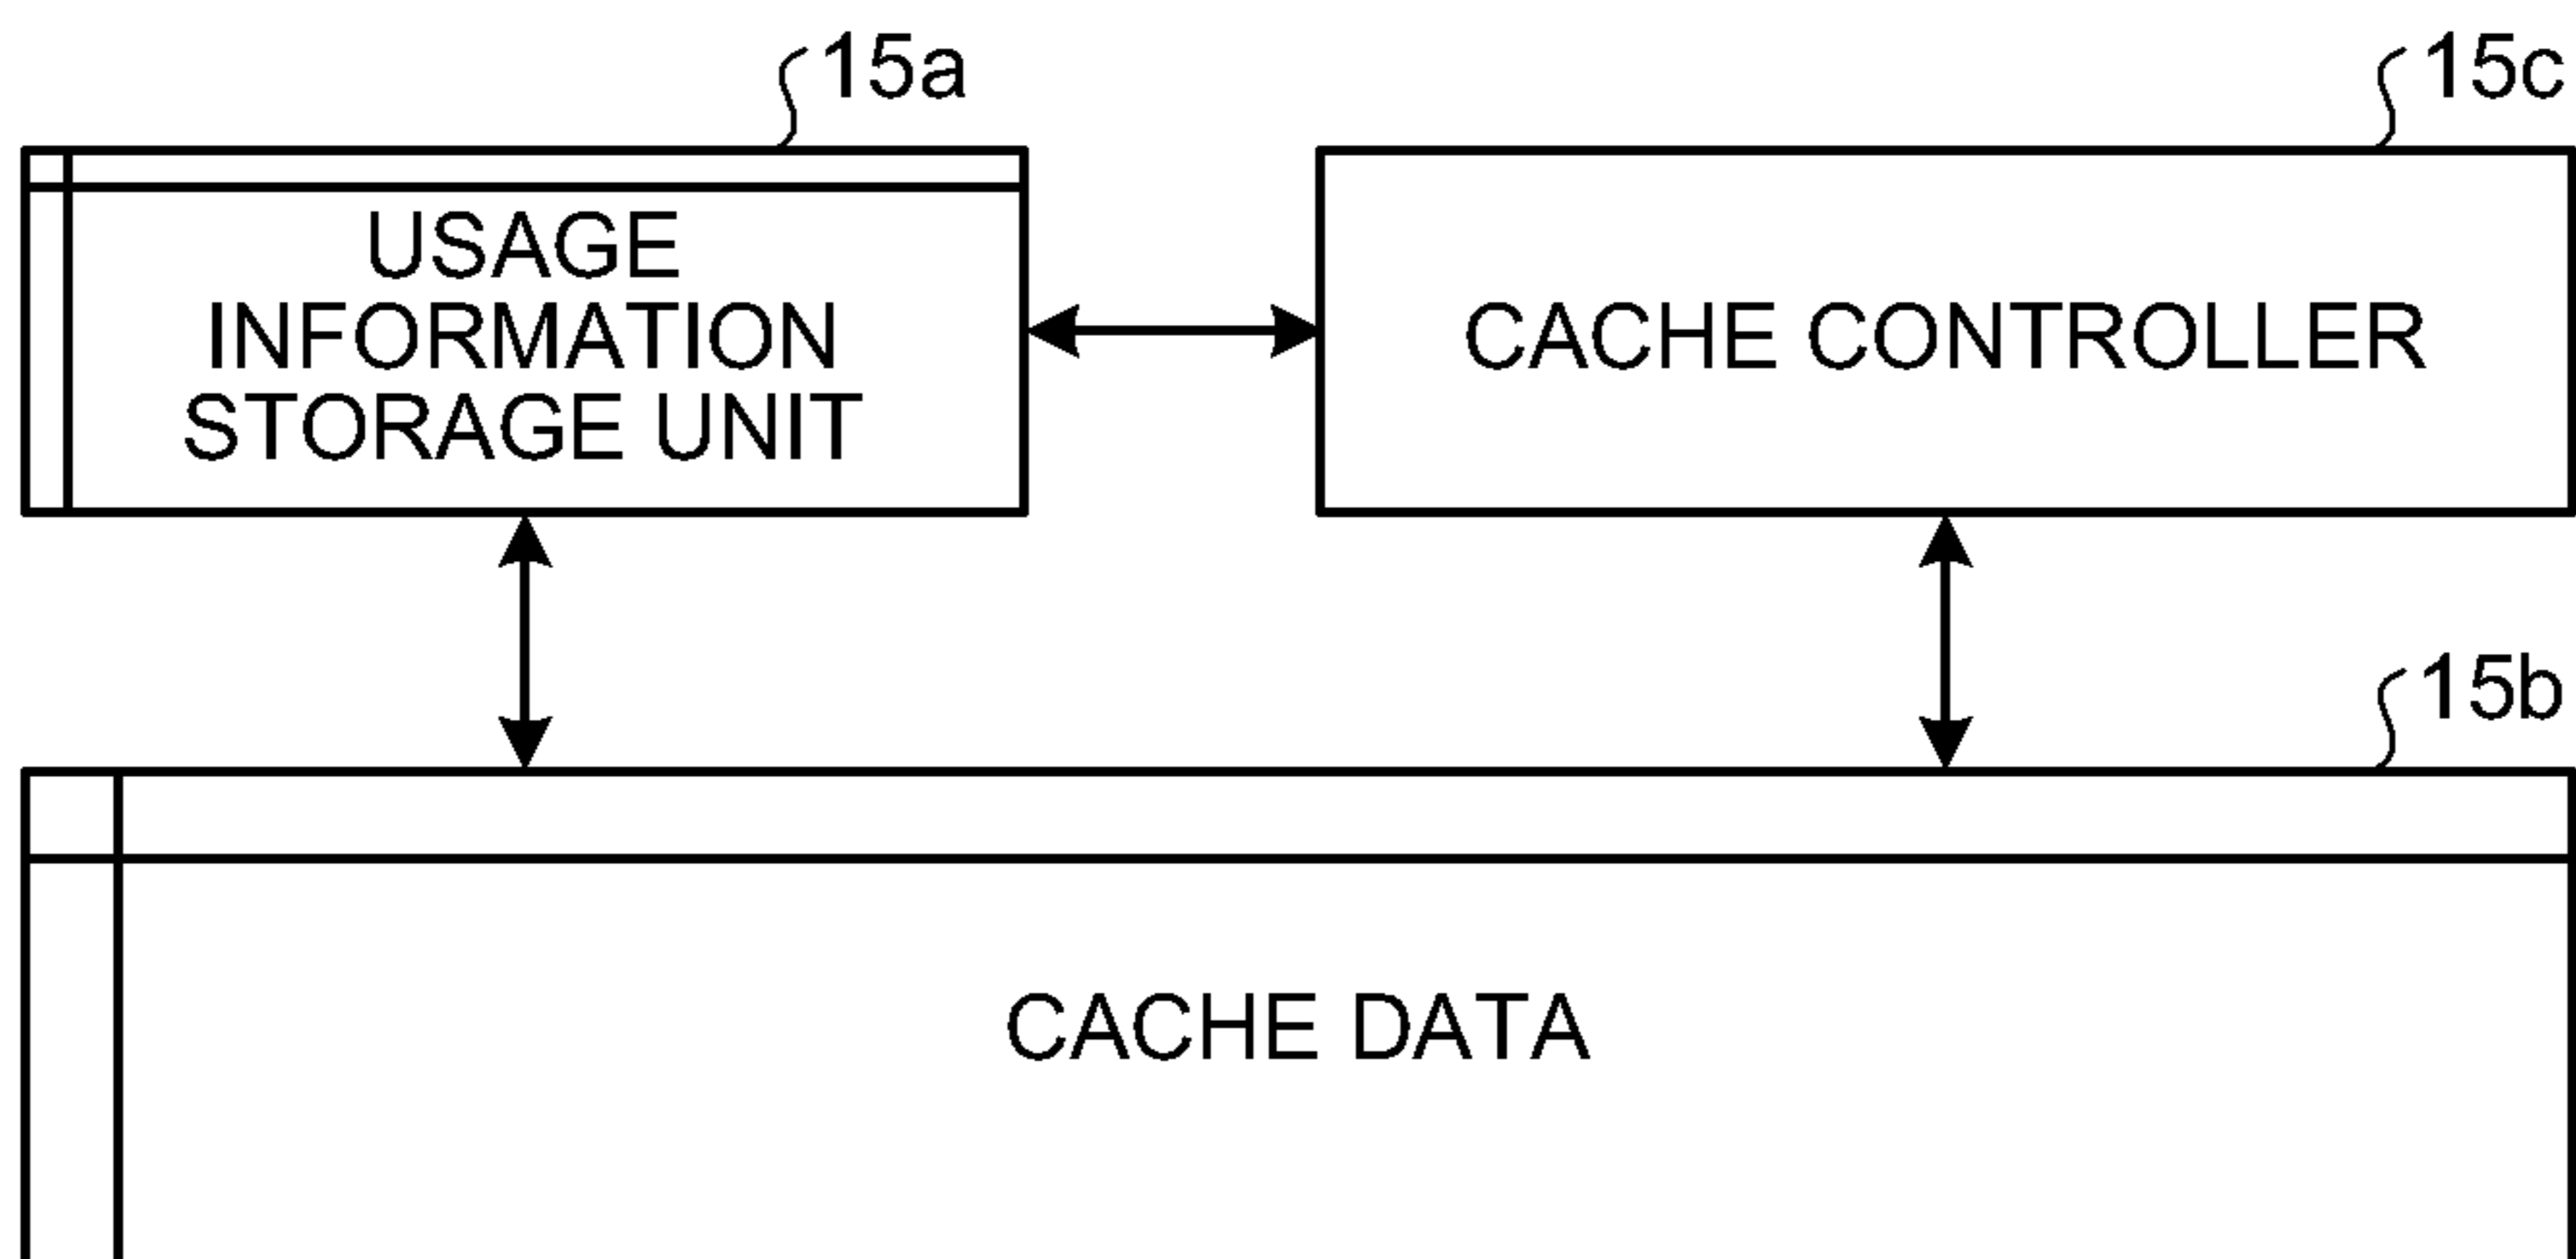 15a
15c
USAGE
INFORMATION
STORAGE UNIT
CACHE CONTROLLER
15b
CACHE DATA